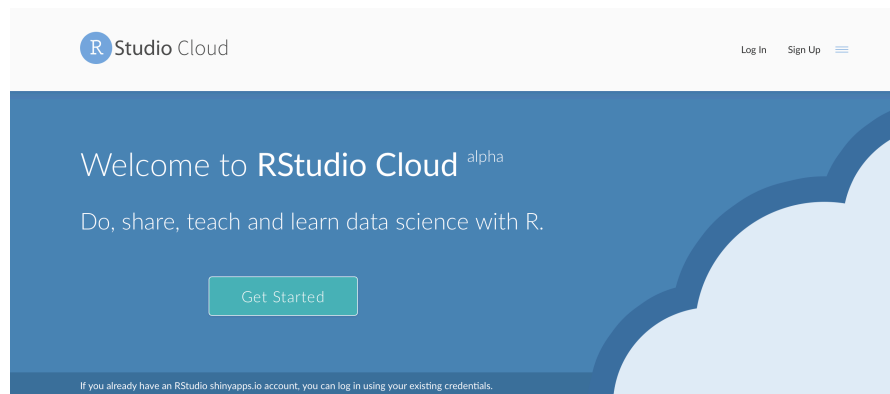 R Studio Cloud
Log In Sign Up
Welcome to RStudio Cloud alpha
Do, share, teach and learn data science with R.
Get Started
If you already have an RStudio shinyapps.io account, you can log in using your existing credentials.